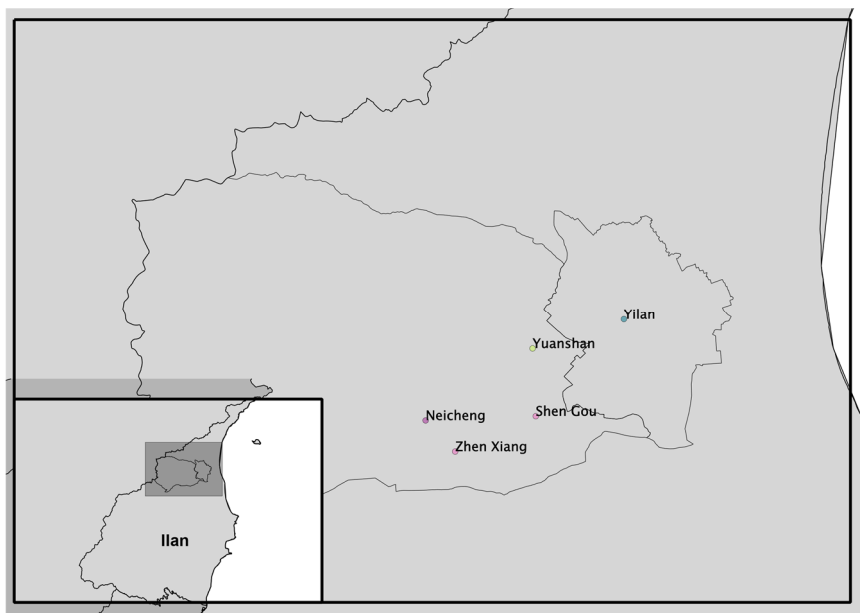 Yilan
Yuanshan
Shen Gou
Neicheng
Zhen Xiang
Ilan